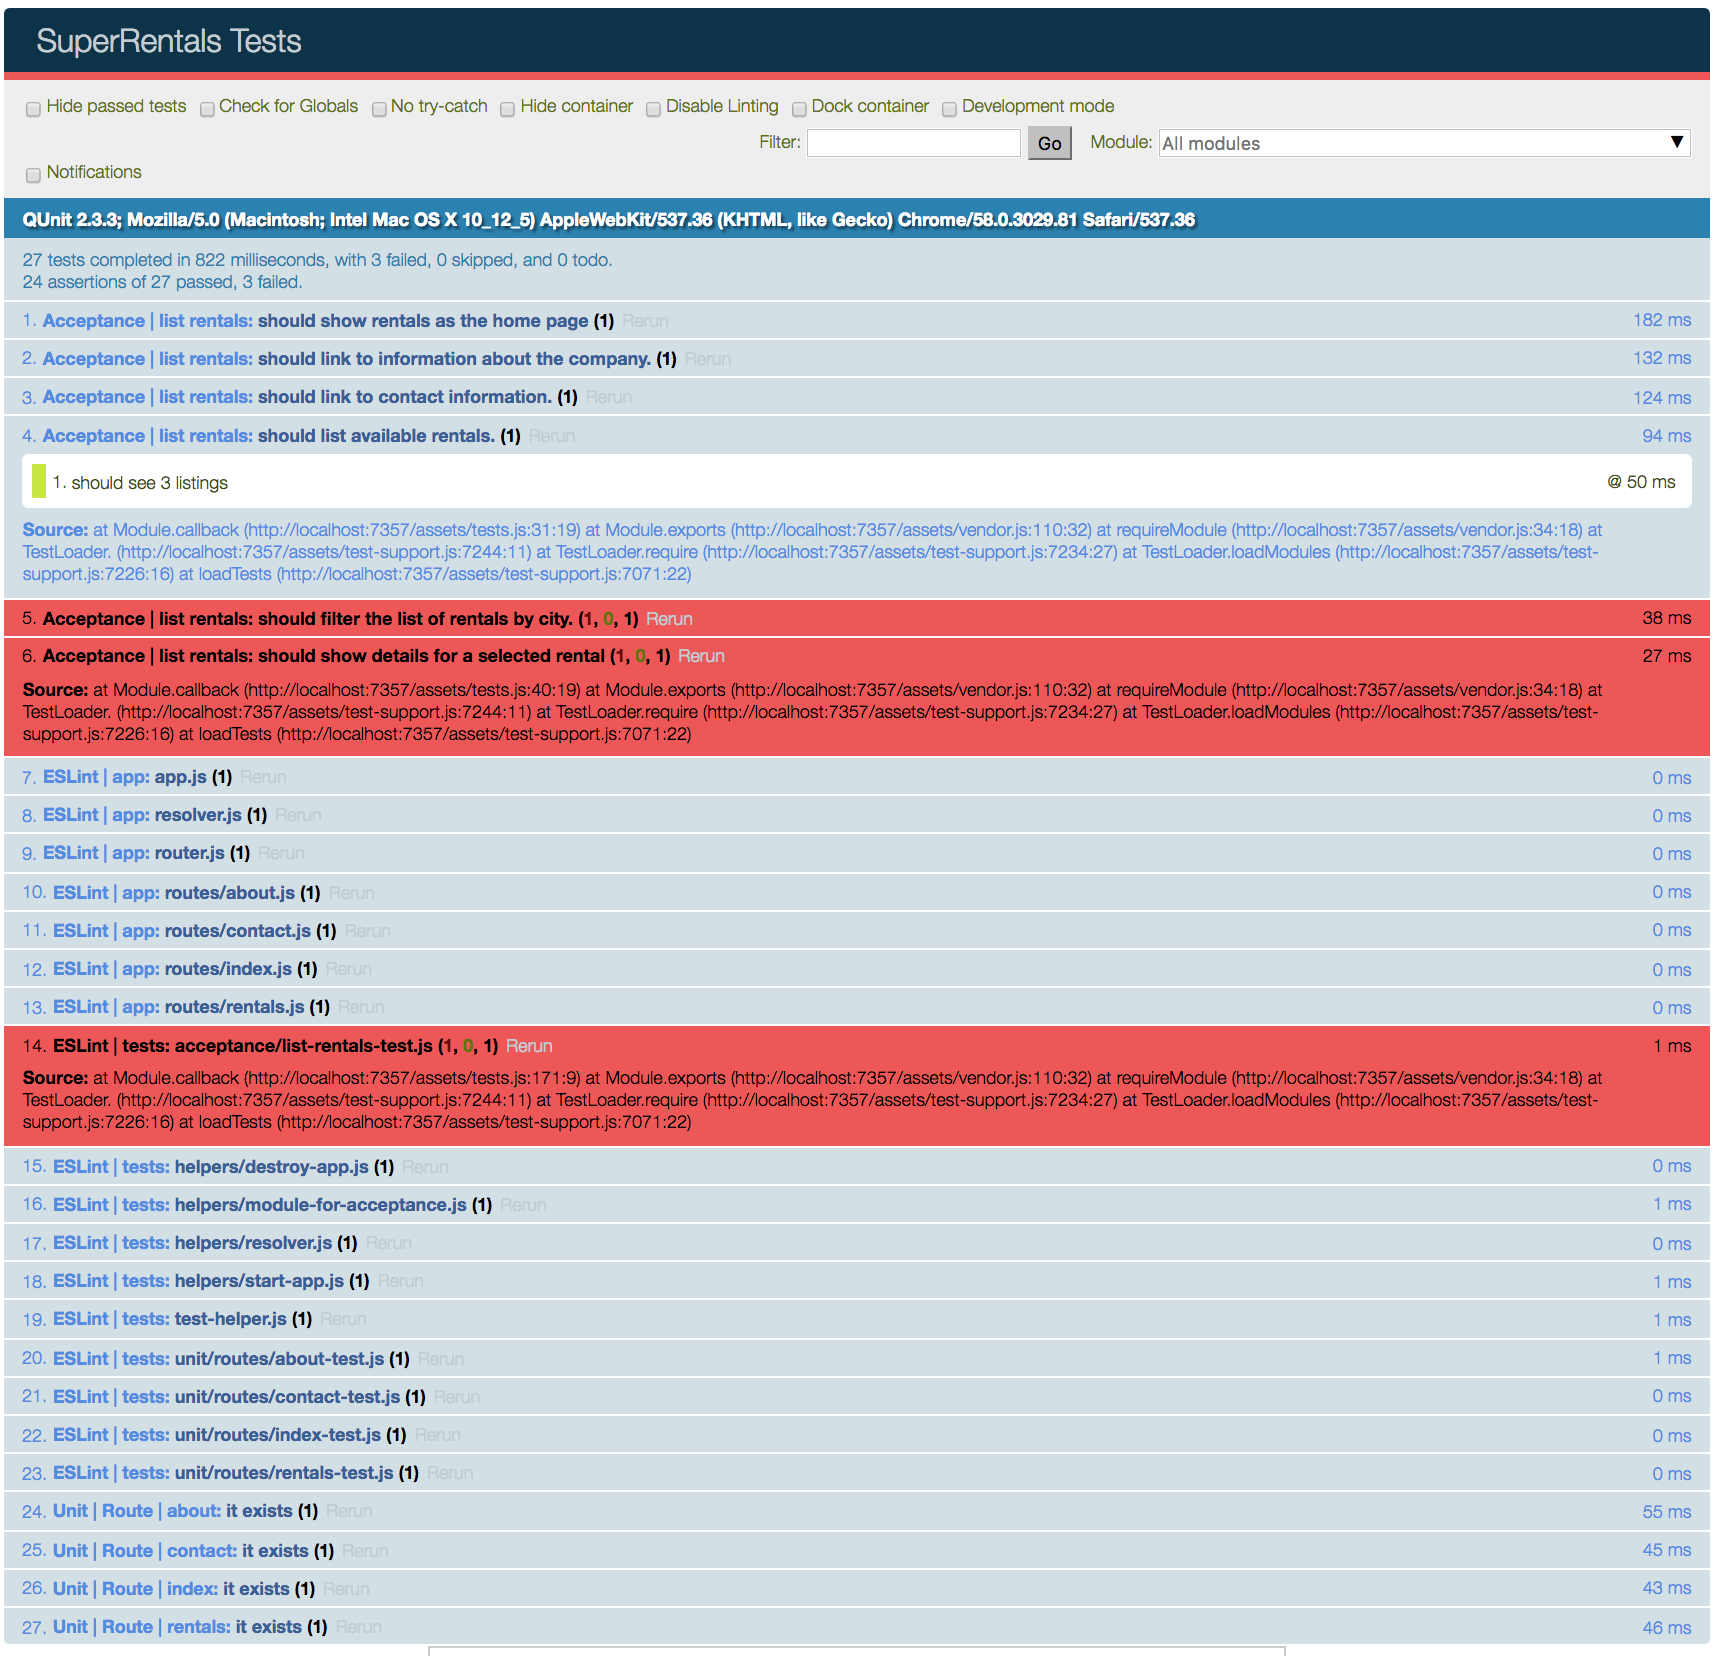 SuperRentals Tests
Hide passed tests Check for Globals No try-catch Hide container Disable Linting Dock container Development mode
Filter: Go Module: All modules ▼
Notifications
QUnit 2.3.3; Mozilla/5.0 (Macintosh; Intel Mac OS X 10_12_5) AppleWebKit/537.36 (KHTML, like Gecko) Chrome/58.0.3029.81 Safari/537.36
27 tests completed in 822 milliseconds, with 3 failed, 0 skipped, and 0 todo.
24 assertions of 27 passed, 3 failed.
1. Acceptance | list rentals: should show rentals as the home page (1) Rerun 182 ms
2. Acceptance | list rentals: should link to information about the company. (1) Rerun 132 ms
3. Acceptance | list rentals: should link to contact information. (1) Rerun 124 ms
4. Acceptance | list rentals: should list available rentals. (1) Rerun 94 ms
1. should see 3 listings @ 50 ms
Source: at Module.callback (http://localhost:7357/assets/tests.js:31:19) at Module.exports (http://localhost:7357/assets/vendor.js:110:32) at requireModule (http://localhost:7357/assets/vendor.js:34:18) at
TestLoader. (http://localhost:7357/assets/test-support.js:7244:11) at TestLoader.require (http://localhost:7357/assets/test-support.js:7234:27) at TestLoader.loadModules (http://localhost:7357/assets/test-
support.js:7226:16) at loadTests (http://localhost:7357/assets/test-support.js:7071:22)
5. Acceptance | list rentals: should filter the list of rentals by city. (1, 0, 1) Rerun 38 ms
6. Acceptance | list rentals: should show details for a selected rental (1, 0, 1) Rerun 27 ms
Source: at Module.callback (http://localhost:7357/assets/tests.js:40:19) at Module.exports (http://localhost:7357/assets/vendor.js:110:32) at requireModule (http://localhost:7357/assets/vendor.js:34:18) at
TestLoader. (http://localhost:7357/assets/test-support.js:7244:11) at TestLoader.require (http://localhost:7357/assets/test-support.js:7234:27) at TestLoader.loadModules (http://localhost:7357/assets/test-
support.js:7226:16) at loadTests (http://localhost:7357/assets/test-support.js:7071:22)
7. ESLint | app: app.js (1) Rerun 0 ms
8. ESLint | app: resolver.js (1) Rerun 0 ms
9. ESLint | app: router.js (1) Rerun 0 ms
10. ESLint | app: routes/about.js (1) Rerun 0 ms
11. ESLint | app: routes/contact.js (1) Rerun 0 ms
12. ESLint | app: routes/index.js (1) Rerun 0 ms
13. ESLint | app: routes/rentals.js (1) Rerun 0 ms
14. ESLint | tests: acceptance/list-rentals-test.js (1, 0, 1) Rerun 1 ms
Source: at Module.callback (http://localhost:7357/assets/tests.js:171:9) at Module.exports (http://localhost:7357/assets/vendor.js:110:32) at requireModule (http://localhost:7357/assets/vendor.js:34:18) at
TestLoader. (http://localhost:7357/assets/test-support.js:7244:11) at TestLoader.require (http://localhost:7357/assets/test-support.js:7234:27) at TestLoader.loadModules (http://localhost:7357/assets/test-
support.js:7226:16) at loadTests (http://localhost:7357/assets/test-support.js:7071:22)
15. ESLint | tests: helpers/destroy-app.js (1) Rerun 0 ms
16. ESLint | tests: helpers/module-for-acceptance.js (1) Rerun 1 ms
17. ESLint | tests: helpers/resolver.js (1) Rerun 0 ms
18. ESLint | tests: helpers/start-app.js (1) Rerun 1 ms
19. ESLint | tests: test-helper.js (1) Rerun 1 ms
20. ESLint | tests: unit/routes/about-test.js (1) Rerun 1 ms
21. ESLint | tests: unit/routes/contact-test.js (1) Rerun 0 ms
22. ESLint | tests: unit/routes/index-test.js (1) Rerun 0 ms
23. ESLint | tests: unit/routes/rentals-test.js (1) Rerun 0 ms
24. Unit | Route | about: it exists (1) Rerun 55 ms
25. Unit | Route | contact: it exists (1) Rerun 45 ms
26. Unit | Route | index: it exists (1) Rerun 43 ms
27. Unit | Route | rentals: it exists (1) Rerun 46 ms